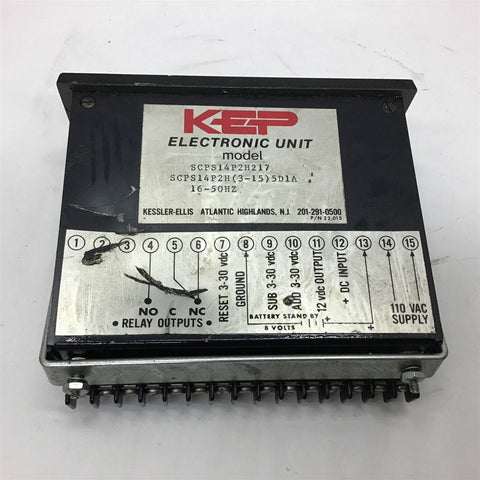 KEP
ELECTRONIC UNIT
model
SCPS14P2H217
SCPS14P2H(3-15)5D1A
16-50HZ
KESSLER-ELLIS ATLANTIC HIGHLANDS, N.J. 201-291-0500
P/N 22,015
1 2 3 4 5 6 7 8 9 10 11 12 13 14 15
NO C NC
• RELAY OUTPUTS •
RESET 3-30 vdc
GROUND
SUB 3-30 vdc
ADD 3-30 vdc
12 vdc OUTPUT
+ DC INPUT
BATTERY STAND BY
8 VOLTS
110 VAC
SUPPLY